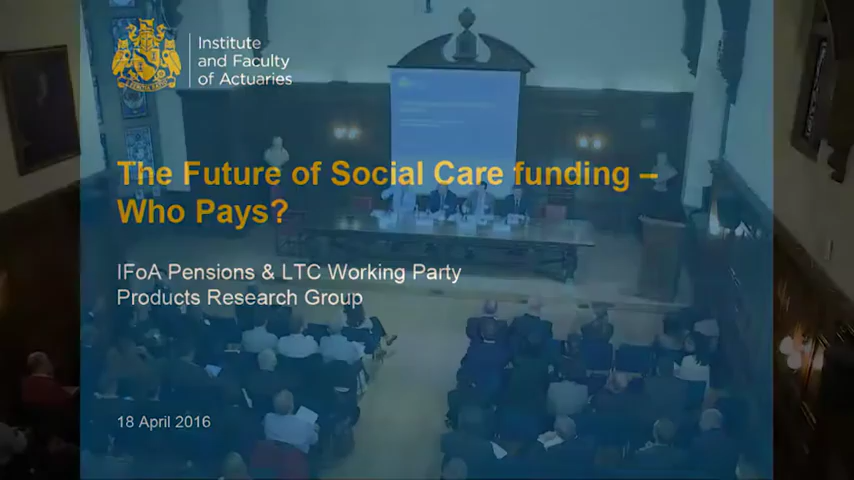 Institute
and Faculty
of Actuaries
The Future of Social Care funding –
Who Pays?
IFoA Pensions & LTC Working Party
Products Research Group
18 April 2016